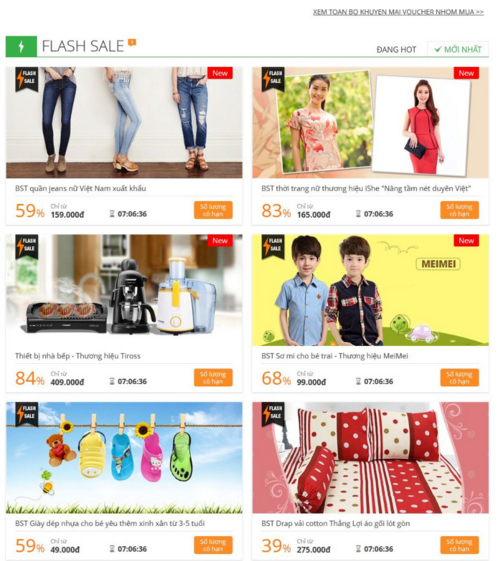 XEM TOAN BO KHUYEN MAI VOUCHER NHOM MUA >>
FLASH SALE
ĐANG HOT
✔ MỚI NHẤT
FLASH
SALE
New
BST quần jeans nữ Việt Nam xuất khẩu
59%
Chỉ từ
159.000đ
07:06:36
Số lượng
có hạn
FLASH
SALE
New
BST thời trang nữ thương hiệu iShe "Nâng tầm nét duyên Việt"
83%
Chỉ từ
165.000đ
07:06:36
Số lượng
có hạn
FLASH
SALE
New
Thiết bị nhà bếp - Thương hiệu Tiross
84%
Chỉ từ
409.000đ
07:06:36
Số lượng
có hạn
FLASH
SALE
New
MEIMEI
BST Sơ mi cho bé trai - Thương hiệu MeiMei
68%
Chỉ từ
99.000đ
07:06:36
Số lượng
có hạn
FLASH
SALE
BST Giày dép nhựa cho bé yêu thêm xinh xắn từ 3-5 tuổi
59%
Chỉ từ
49.000đ
07:06:36
Số lượng
có hạn
FLASH
SALE
BST Drap vải cotton Thắng Lợi áo gối lót gòn
39%
Chỉ từ
275.000đ
07:06:36
Số lượng
có hạn